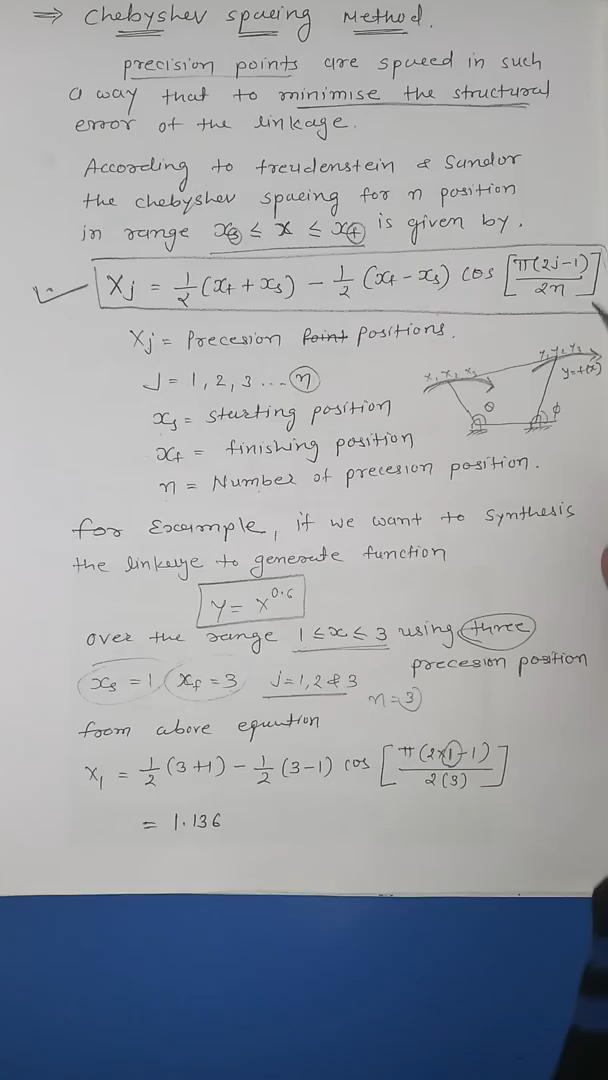 ⇒ Chebyshev spacing Method.
precision points are spaced in such
a way that to minimise the structural
error of the linkage.
According to freudenstein & Sandor
the chebyshev spacing for n position
in range xs ≤ x ≤ xf is given by.
Xj = 1/2 (xf + xs) - 1/2 (xf - xs) cos [π(2j-1)/2n]
Xj = Precesion point positions.
J = 1, 2, 3 ... n
xs = starting position
xf = finishing position
n = Number of precesion position.
x1 x2 x3
y1 y2 y3
y=f(x)
θ
φ
for Example, if we want to synthesis
the linkage to generate function
y = x^0.6
over the range 1 ≤ x ≤ 3 using three
precesion position
xs = 1 xf = 3 J = 1, 2 & 3
n = 3
from above equation
X1 = 1/2 (3+1) - 1/2 (3-1) cos [π(2×1-1)/2(3)]
= 1.136